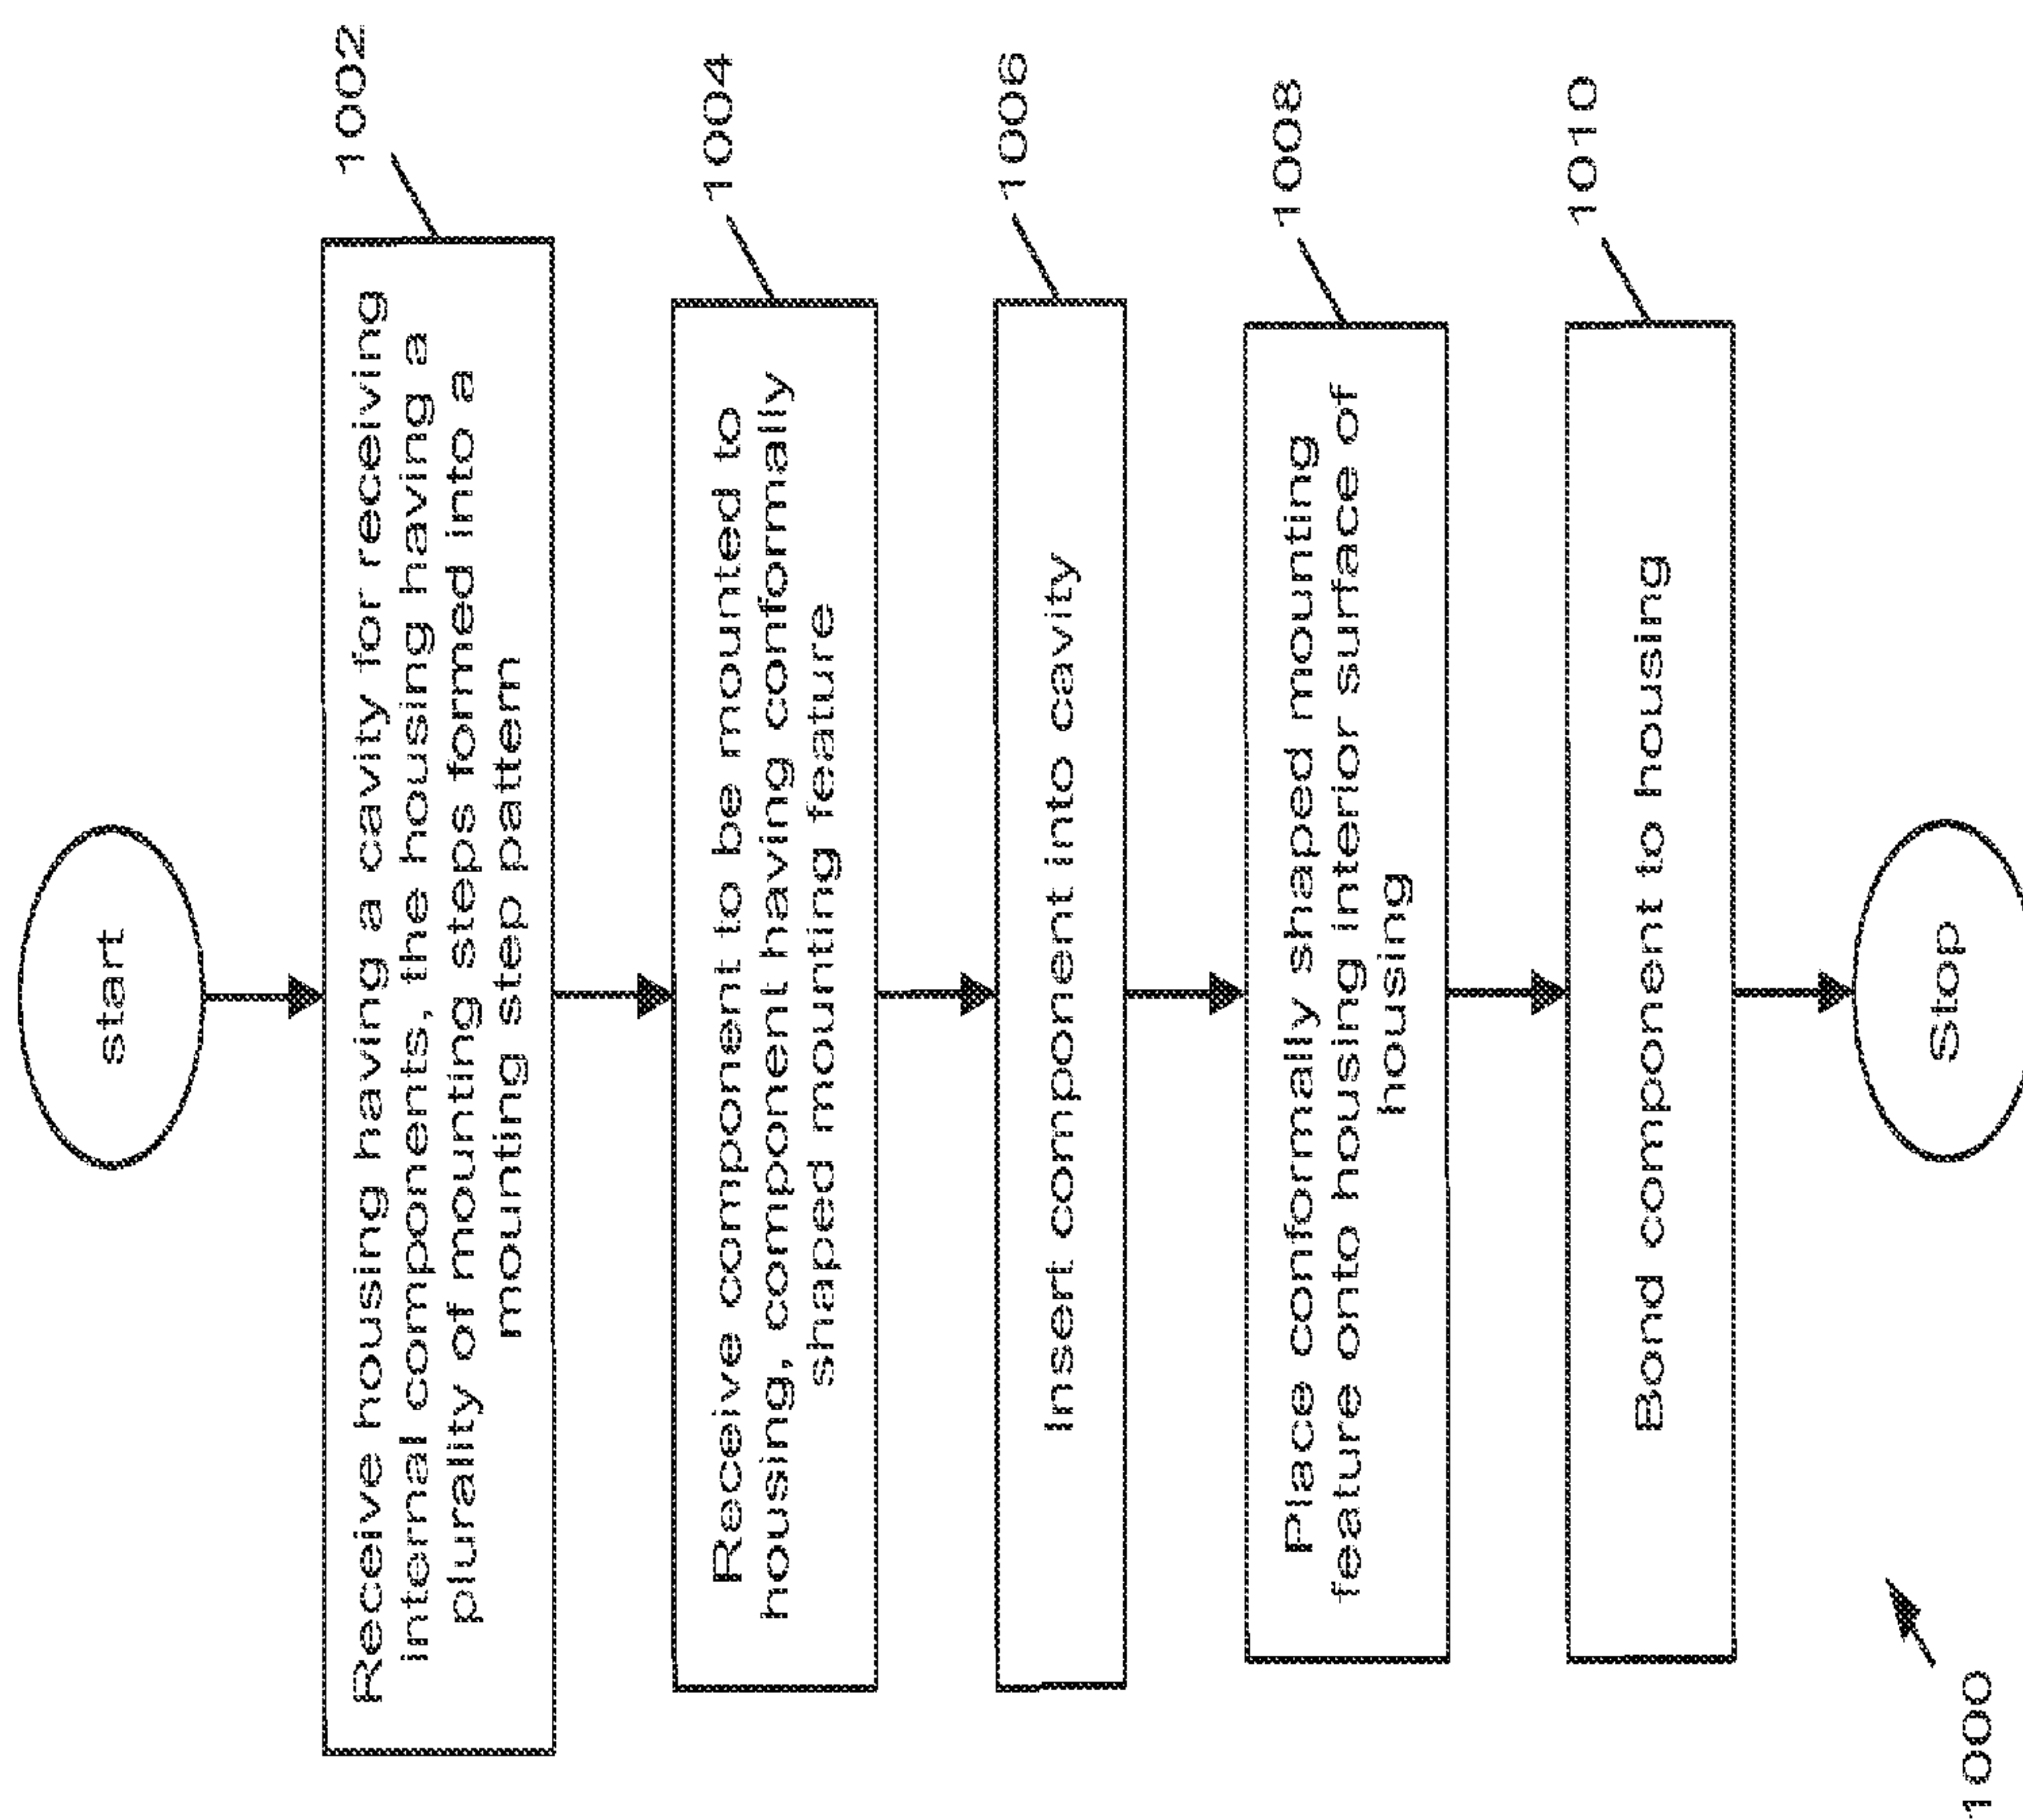 start
Receive housing having a cavity for receiving
internal components, the housing having a
plurality of mounting steps formed into a
mounting step pattern
1002
Receive component to be mounted to
housing, component having conformally
shaped mounting feature
1004
Insert component into cavity
1006
Place conformally shaped mounting
feature onto housing interior surface of
housing
1008
Bond component to housing
1010
Stop
1000